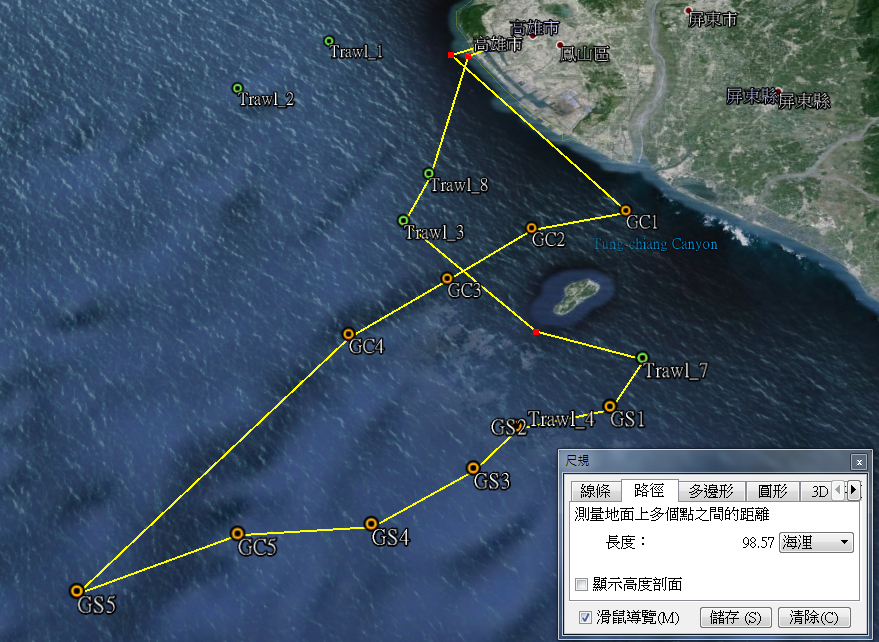 屏東市
高雄市
高雄市
Trawl_1
鳳山區
Trawl_2
屏東縣
屏東縣
Trawl_8
Trawl_3
GC1
GC2
Tung-chiang Canyon
GC3
GC4
Trawl_7
GS2
Trawl_4
GS1
GS3
GS4
GC5
GS5
尺規
線條
路徑
多邊形
圓形
3D
測量地面上多個點之間的距離
長度：
98.57
海浬
顯示高度剖面
滑鼠導覽(M)
儲存 (S)
清除(C)